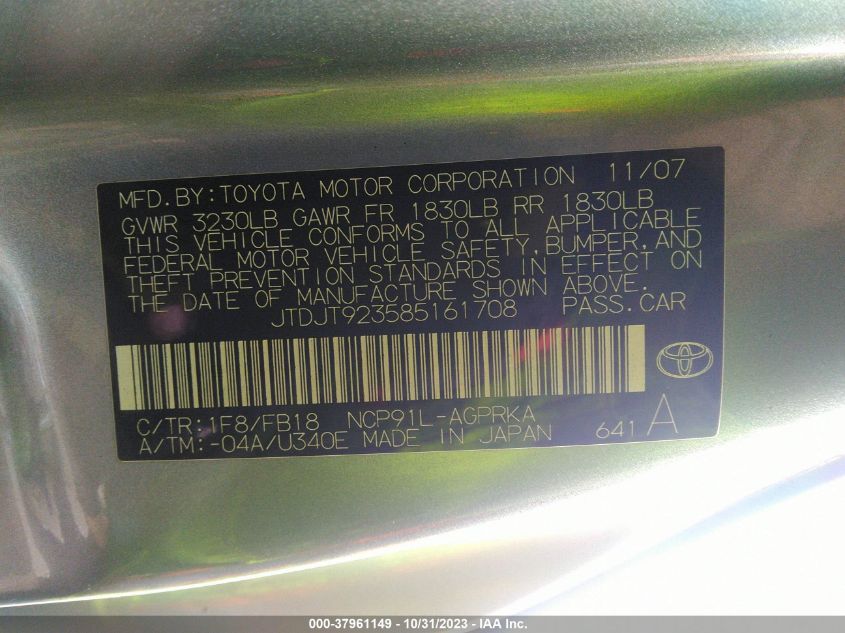 MFD.BY:TOYOTA MOTOR CORPORATION 11/07
GVWR 3230LB GAWR FR 1830LB RR 1830LB
THIS VEHICLE CONFORMS TO ALL APPLICABLE
FEDERAL MOTOR VEHICLE SAFETY,BUMPER,AND
THEFT PREVENTION STANDARDS IN EFFECT ON
THE DATE OF MANUFACTURE SHOWN ABOVE.
JTDJT923585161708 PASS.CAR
C/TR:1F8/FB18 NCP91L-AGPRKA
A/TM:-04A/U340E MADE IN JAPAN 641 A
000-37961149 - 10/31/2023 - IAA Inc.